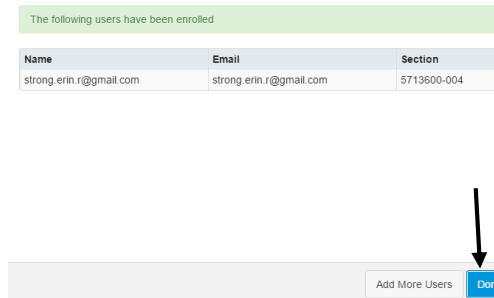 The following users have been enrolled
Name Email Section
strong.erin.r@gmail.com strong.erin.r@gmail.com 5713600-004
Add More Users